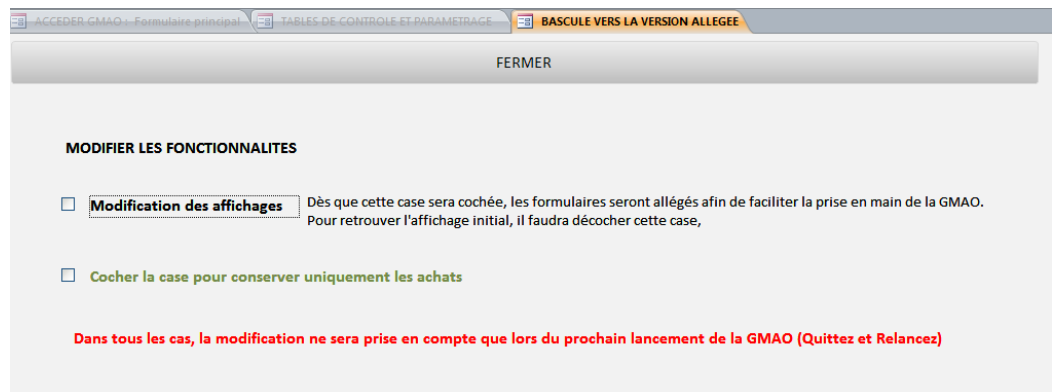 ACCEDER GMAO : Formulaire principal TABLES DE CONTROLE ET PARAMETRAGE BASCULE VERS LA VERSION ALLEGEE
FERMER
MODIFIER LES FONCTIONNALITES
Modification des affichages Dès que cette case sera cochée, les formulaires seront allégés afin de faciliter la prise en main de la GMAO.
Pour retrouver l'affichage initial, il faudra décocher cette case,
Cocher la case pour conserver uniquement les achats
Dans tous les cas, la modification ne sera prise en compte que lors du prochain lancement de la GMAO (Quittez et Relancez)